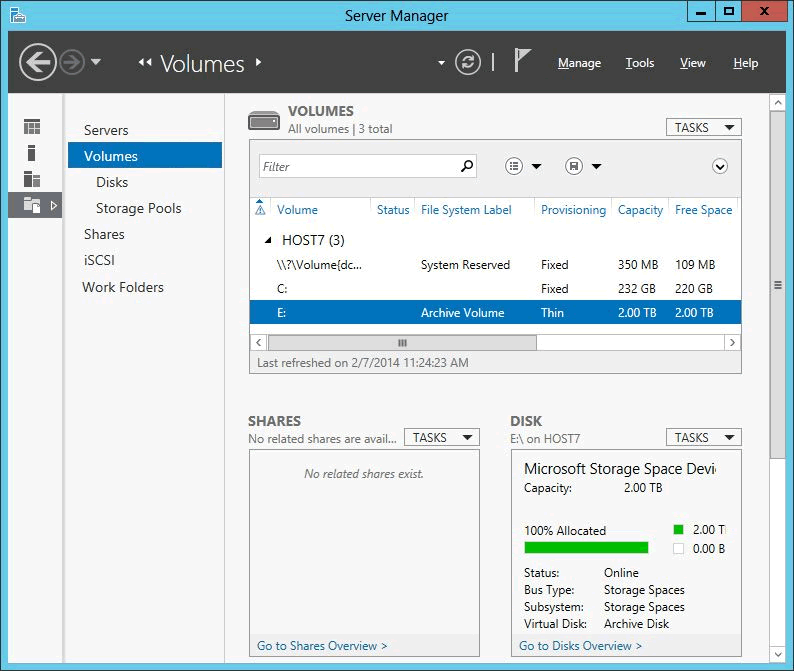 Server Manager
Volumes
Manage Tools View Help
Servers
Volumes
Disks
Storage Pools
Shares
iSCSI
Work Folders
VOLUMES
All volumes | 3 total
TASKS
Filter
Volume Status File System Label Provisioning Capacity Free Space
HOST7 (3)
\\?\Volume{dc... System Reserved Fixed 350 MB 109 MB
C: Fixed 232 GB 220 GB
E: Archive Volume Thin 2.00 TB 2.00 TB
Last refreshed on 2/7/2014 11:24:23 AM
SHARES
No related shares are avail...
TASKS
No related shares exist.
Go to Shares Overview >
DISK
E:\ on HOST7
TASKS
Microsoft Storage Space Devi
Capacity: 2.00 TB
100% Allocated 2.00 T
0.00 B
Status: Online
Bus Type: Storage Spaces
Subsystem: Storage Spaces
Virtual Disk: Archive Disk
Go to Disks Overview >